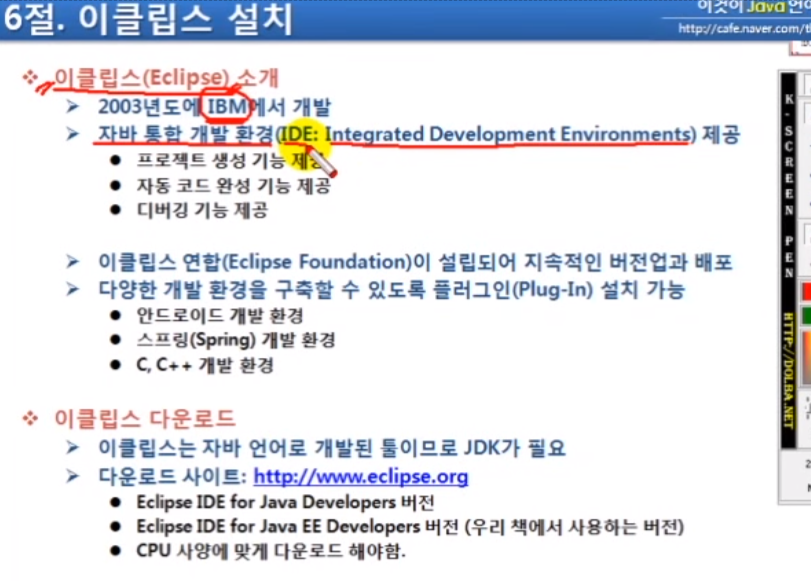 6절. 이클립스 설치
이것이 Java 언어
http://cafe.naver.com/th
이클립스(Eclipse) 소개
2003년도에 IBM에서 개발
자바 통합 개발 환경(IDE: Integrated Development Environments) 제공
프로젝트 생성 기능 제공
자동 코드 완성 기능 제공
디버깅 기능 제공
이클립스 연합(Eclipse Foundation)이 설립되어 지속적인 버전업과 배포
다양한 개발 환경을 구축할 수 있도록 플러그인(Plug-In) 설치 가능
안드로이드 개발 환경
스프링(Spring) 개발 환경
C, C++ 개발 환경
이클립스 다운로드
이클립스는 자바 언어로 개발된 툴이므로 JDK가 필요
다운로드 사이트: http://www.eclipse.org
Eclipse IDE for Java Developers 버전
Eclipse IDE for Java EE Developers 버전 (우리 책에서 사용하는 버전)
CPU 사양에 맞게 다운로드 해야함.
K-SCREEN PEN
HTTP://DOLBA.NET